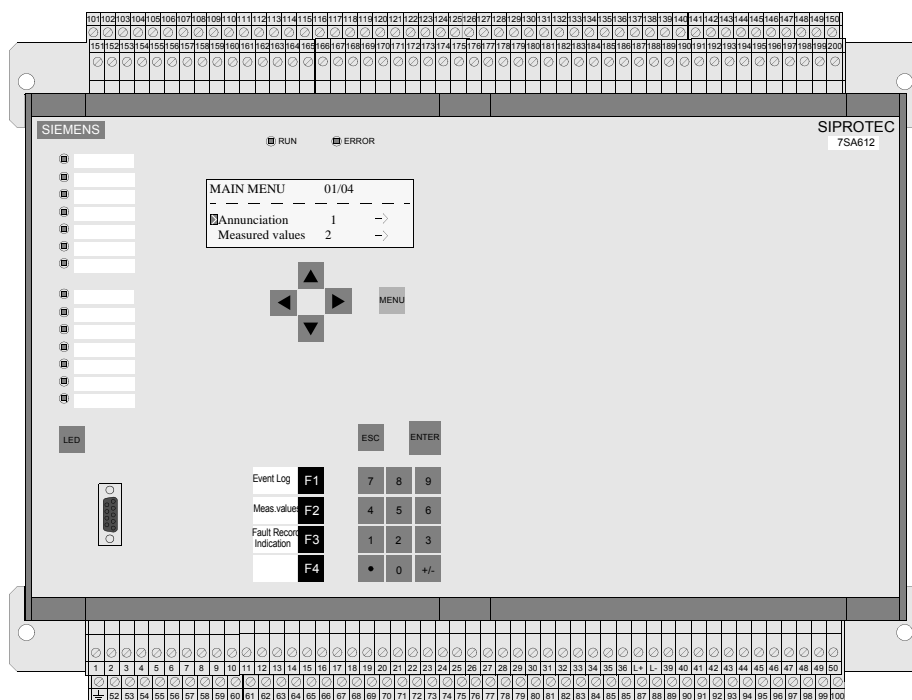 101 102 103 104 105 106 107 108 109 110 111 112 113 114 115 116 117 118 119 120 121 122 123 124 125 126 127 128 129 130 131 132 133 134 135 136 137 138 139 140 141 142 143 144 145 146 147 148 149 150
151 152 153 154 155 156 157 158 159 160 161 162 163 164 165 166 167 168 169 170 171 172 173 174 175 176 177 178 179 180 181 182 183 184 185 186 187 188 189 190 191 192 193 194 195 196 197 198 199 200
SIEMENS
SIPROTEC
7SA612
RUN ERROR
MAIN MENU 01/04
Annunciation 1
Measured values 2
MENU
LED
ESC ENTER
Event Log F1 7 8 9
Meas.values F2 4 5 6
Fault Record
Indication F3 1 2 3
F4 0 +/-
1 2 3 4 5 6 7 8 9 10 11 12 13 14 15 16 17 18 19 20 21 22 23 24 25 26 27 28 29 30 31 32 33 34 35 36 L+ L- 39 40 41 42 43 44 45 46 47 48 49 50
52 53 54 55 56 57 58 59 60 61 62 63 64 65 66 67 68 69 70 71 72 73 74 75 76 77 78 79 80 81 82 83 84 85 86 87 88 89 90 91 92 93 94 95 96 97 98 99 100